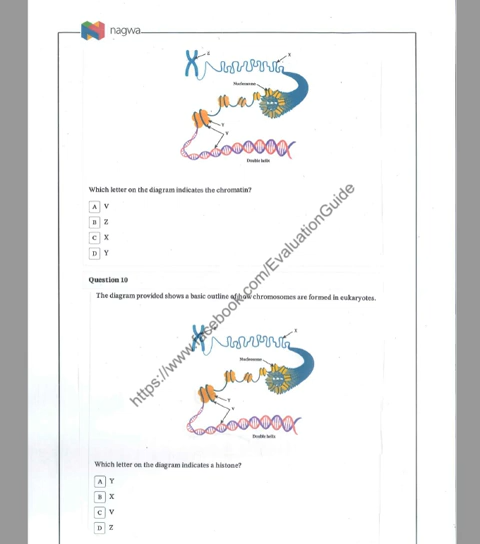 nagwa
Z
X
Nucleosome
Y
V
Double helix
Which letter on the diagram indicates the chromatin?
A V
B Z
C X
D Y
Question 10
The diagram provided shows a basic outline of how chromosomes are formed in eukaryotes.
X
Nucleosome
Y
V
Double helix
Which letter on the diagram indicates a histone?
A Y
B X
C V
D Z
https://www.facebook.com/EvaluationGuide